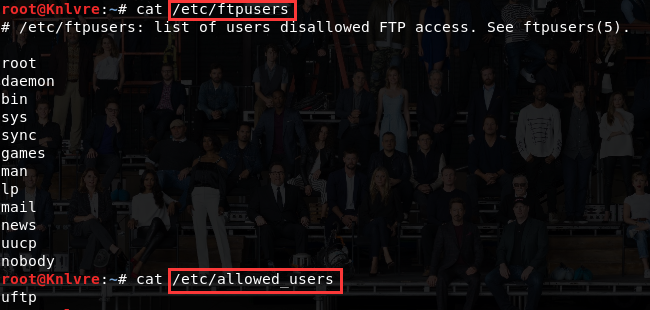 root@Knlvre:~# cat /etc/ftpusers
# /etc/ftpusers: list of users disallowed FTP access. See ftpusers(5).
root
daemon
bin
sys
sync
games
man
lp
mail
news
uucp
nobody
root@Knlvre:~# cat /etc/allowed_users
uftp